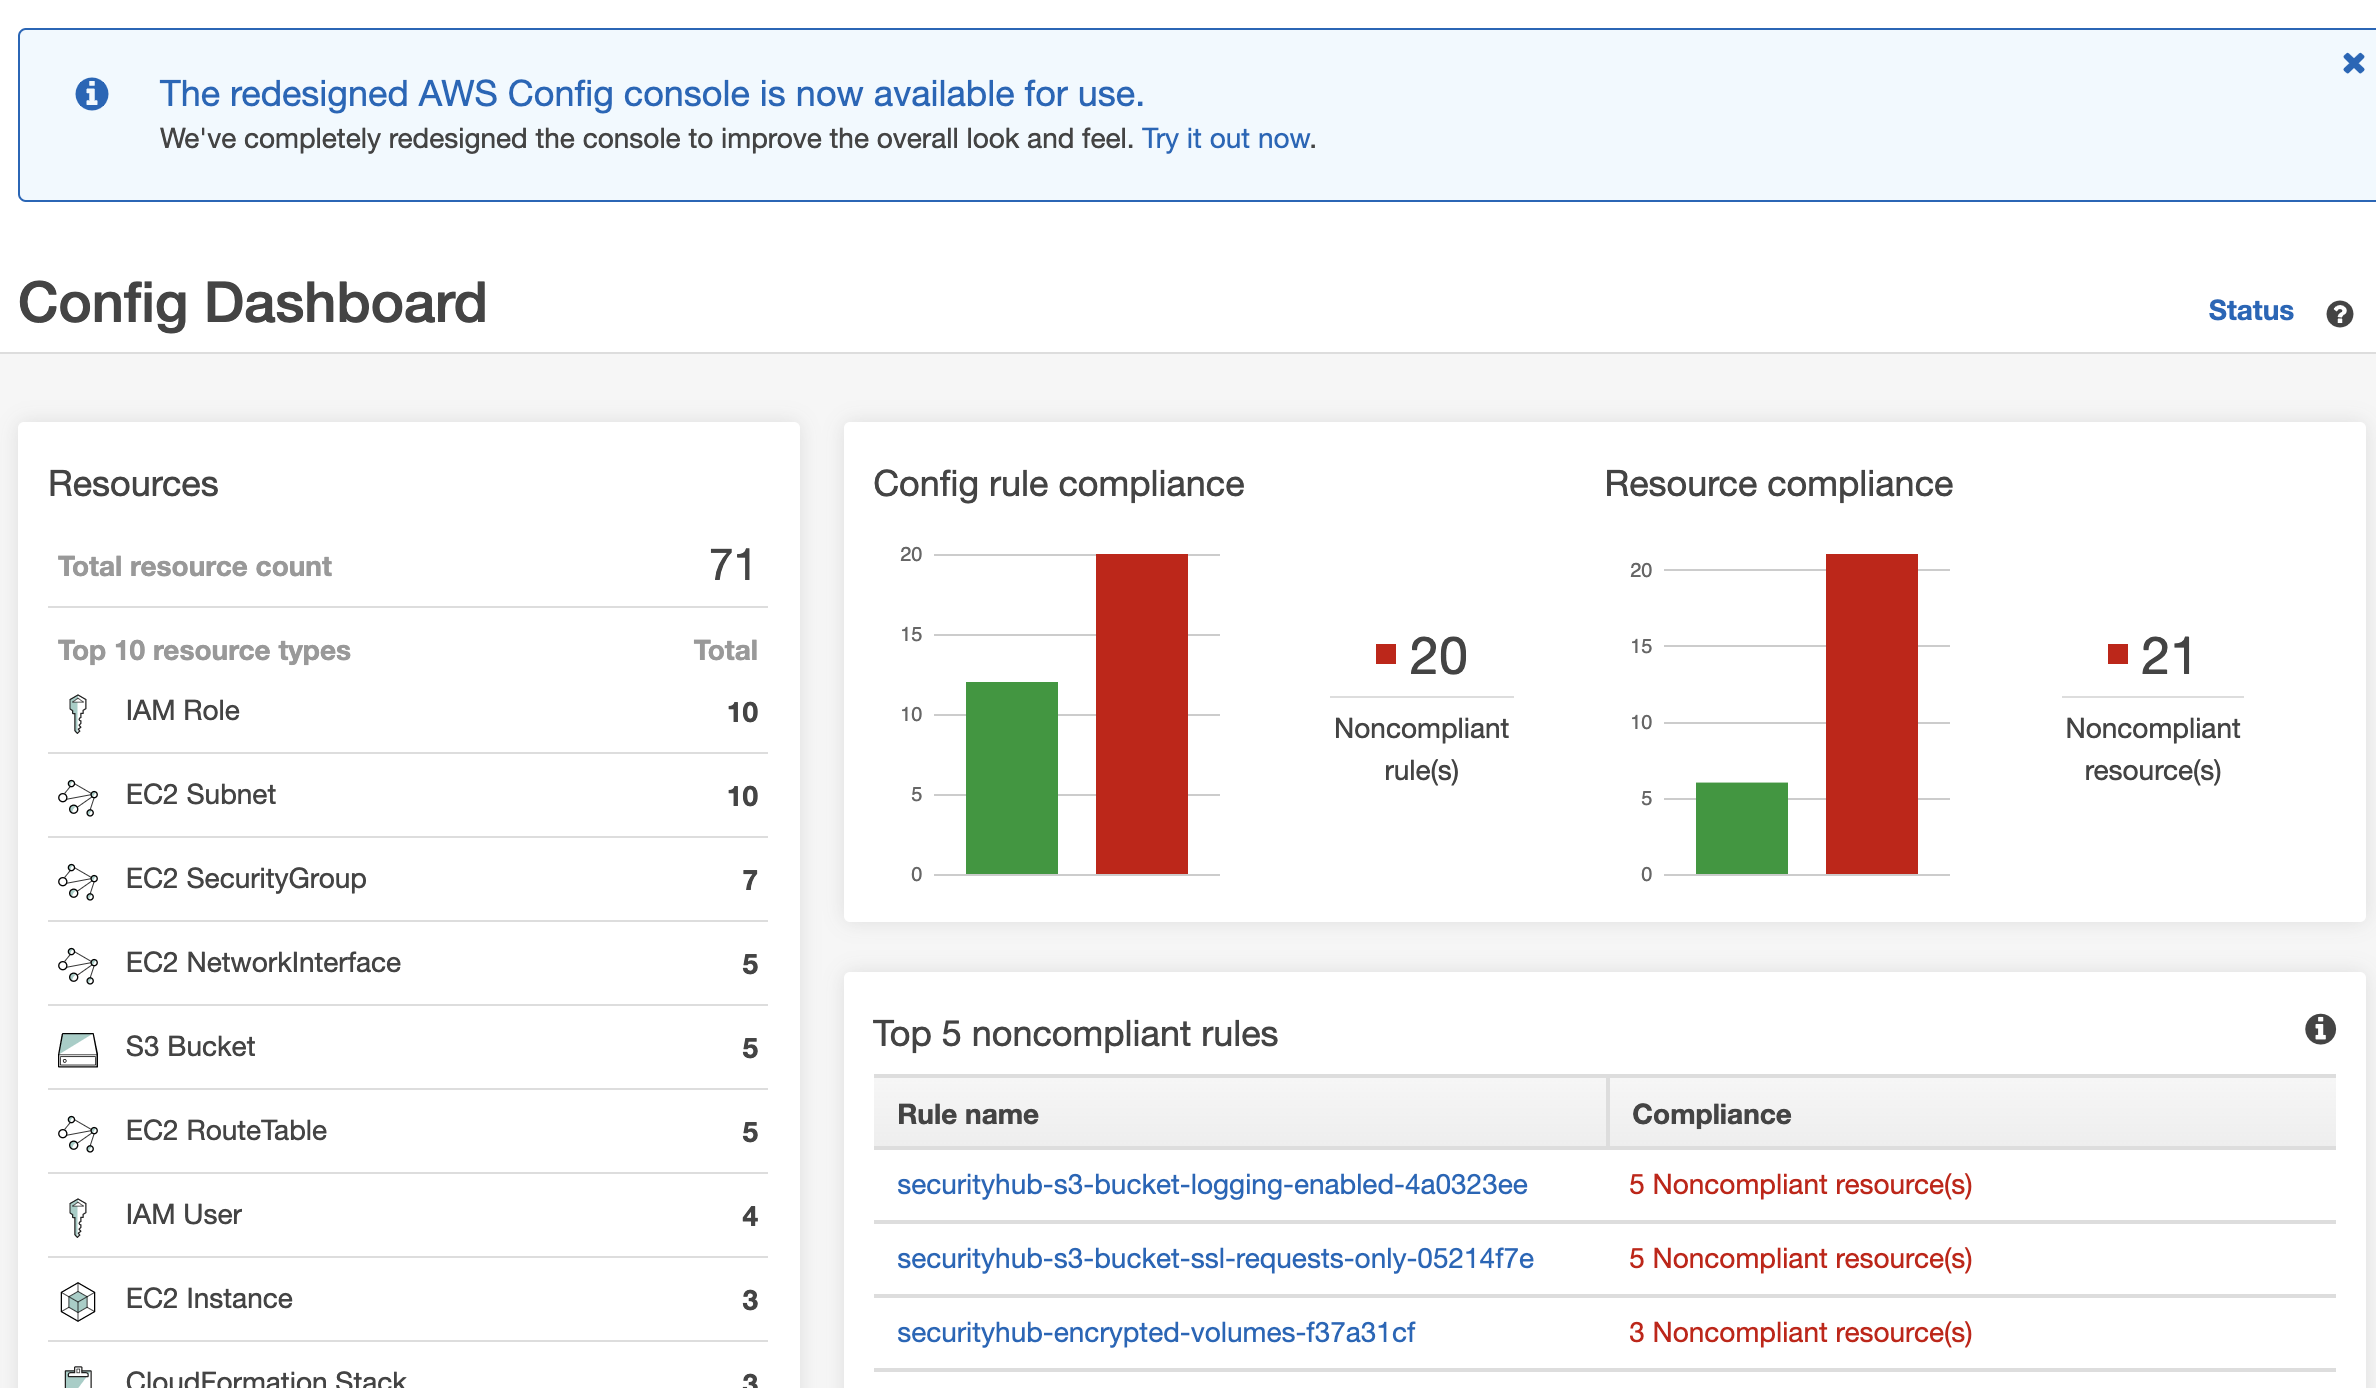 The redesigned AWS Config console is now available for use.
We've completely redesigned the console to improve the overall look and feel. Try it out now.
Config Dashboard
Status
Resources
Total resource count 71
Top 10 resource types Total
IAM Role 10
EC2 Subnet 10
EC2 SecurityGroup 7
EC2 NetworkInterface 5
S3 Bucket 5
EC2 RouteTable 5
IAM User 4
EC2 Instance 3
CloudFormation Stack 3
Config rule compliance
20
15
10
5
0
20
Noncompliant
rule(s)
Resource compliance
20
15
10
5
0
21
Noncompliant
resource(s)
Top 5 noncompliant rules
Rule name Compliance
securityhub-s3-bucket-logging-enabled-4a0323ee 5 Noncompliant resource(s)
securityhub-s3-bucket-ssl-requests-only-05214f7e 5 Noncompliant resource(s)
securityhub-encrypted-volumes-f37a31cf 3 Noncompliant resource(s)